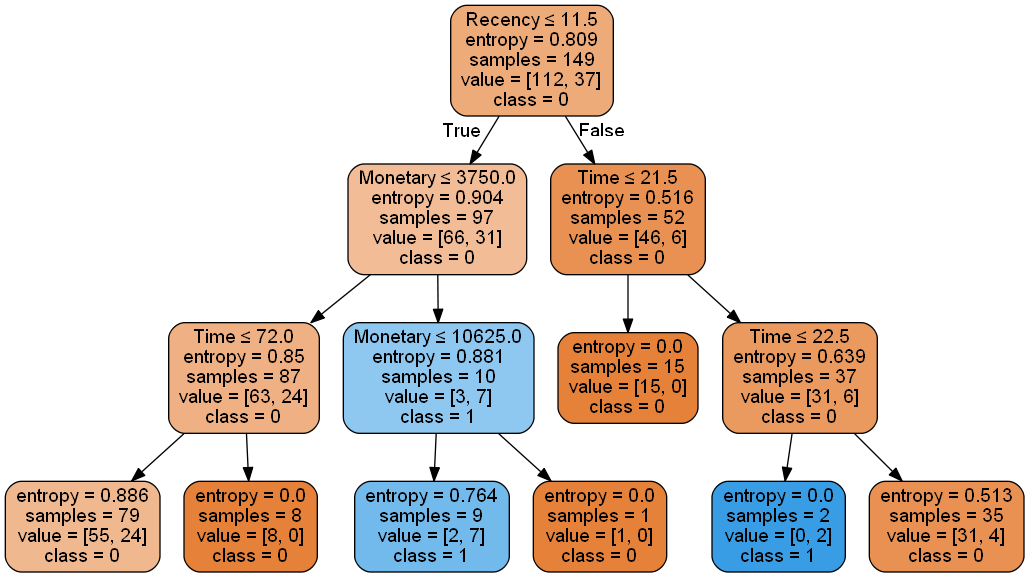 Recency ≤ 11.5
entropy = 0.809
samples = 149
value = [112, 37]
class = 0
True
False
Monetary ≤ 3750.0
entropy = 0.904
samples = 97
value = [66, 31]
class = 0
Time ≤ 21.5
entropy = 0.516
samples = 52
value = [46, 6]
class = 0
Time ≤ 72.0
entropy = 0.85
samples = 87
value = [63, 24]
class = 0
Monetary ≤ 10625.0
entropy = 0.881
samples = 10
value = [3, 7]
class = 1
entropy = 0.0
samples = 15
value = [15, 0]
class = 0
Time ≤ 22.5
entropy = 0.639
samples = 37
value = [31, 6]
class = 0
entropy = 0.886
samples = 79
value = [55, 24]
class = 0
entropy = 0.0
samples = 8
value = [8, 0]
class = 0
entropy = 0.764
samples = 9
value = [2, 7]
class = 1
entropy = 0.0
samples = 1
value = [1, 0]
class = 0
entropy = 0.0
samples = 2
value = [0, 2]
class = 1
entropy = 0.513
samples = 35
value = [31, 4]
class = 0